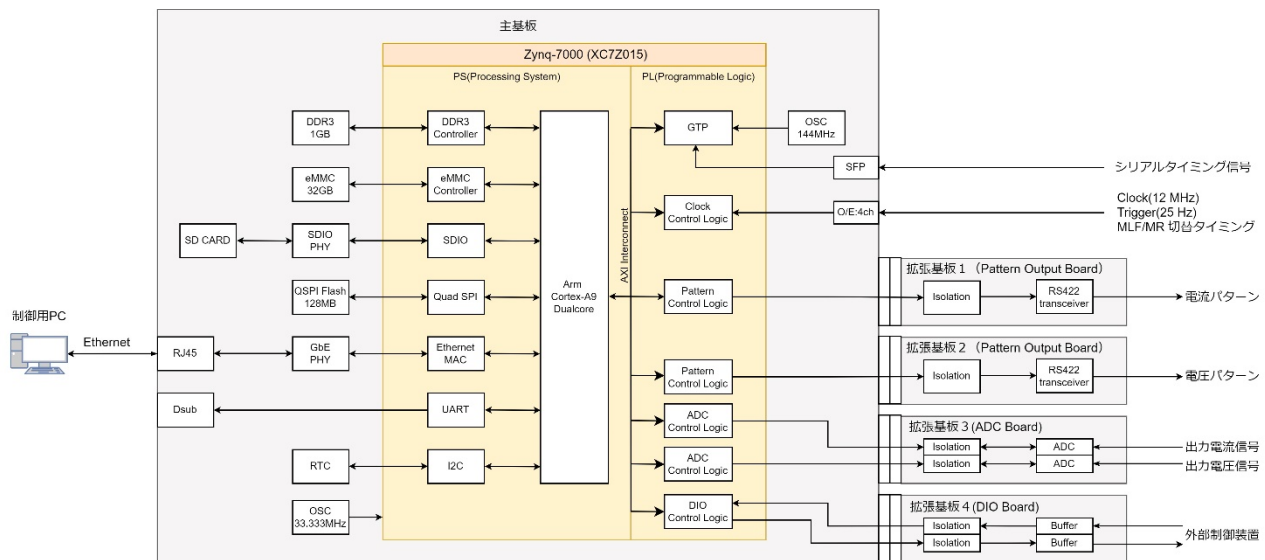 主基板
Zynq-7000 (XC7Z015)
PS(Processing System)
PL(Programmable Logic)
DDR3
1GB
DDR3
Controller
GTP
OSC
144MHz
SFP
シリアルタイミング信号
eMMC
32GB
eMMC
Controller
Clock
Control Logic
O/E:4ch
Clock(12 MHz)
Trigger(25 Hz)
MLF/MR 切替タイミング
SD CARD
SDIO
PHY
SDIO
AXI Interconnect
Arm
Cortex-A9
Dualcore
QSPI Flash
128MB
Quad SPI
Pattern
Control Logic
拡張基板1（Pattern Output Board）
Isolation
RS422
transceiver
電流パターン
制御用PC
Ethernet
RJ45
GbE
PHY
Ethernet
MAC
Pattern
Control Logic
拡張基板2（Pattern Output Board）
Isolation
RS422
transceiver
電圧パターン
Dsub
UART
ADC
Control Logic
拡張基板3 (ADC Board)
Isolation
ADC
出力電流信号
Isolation
ADC
出力電圧信号
RTC
I2C
ADC
Control Logic
OSC
33.333MHz
DIO
Control Logic
拡張基板4 (DIO Board)
Isolation
Buffer
Isolation
Buffer
外部制御装置